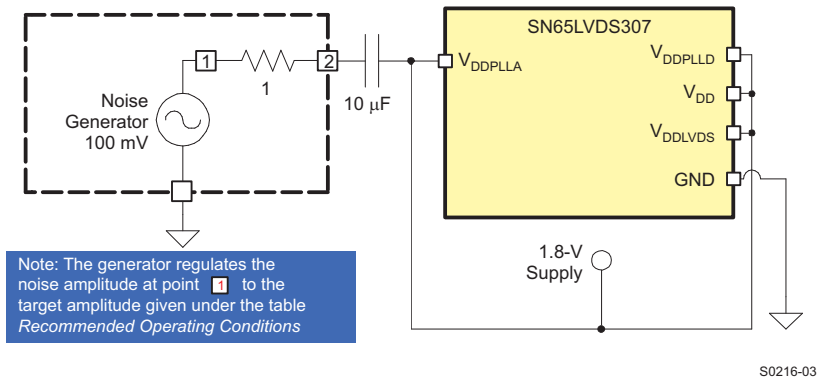 SN65LVDS307
1
2
1
10 μF
Noise
Generator
100 mV
VDDPLLA
VDDPLLD
VDD
VDDLVDS
GND
1.8-V
Supply
Note: The generator regulates the
noise amplitude at point 1 to the
target amplitude given under the table
Recommended Operating Conditions
S0216-03